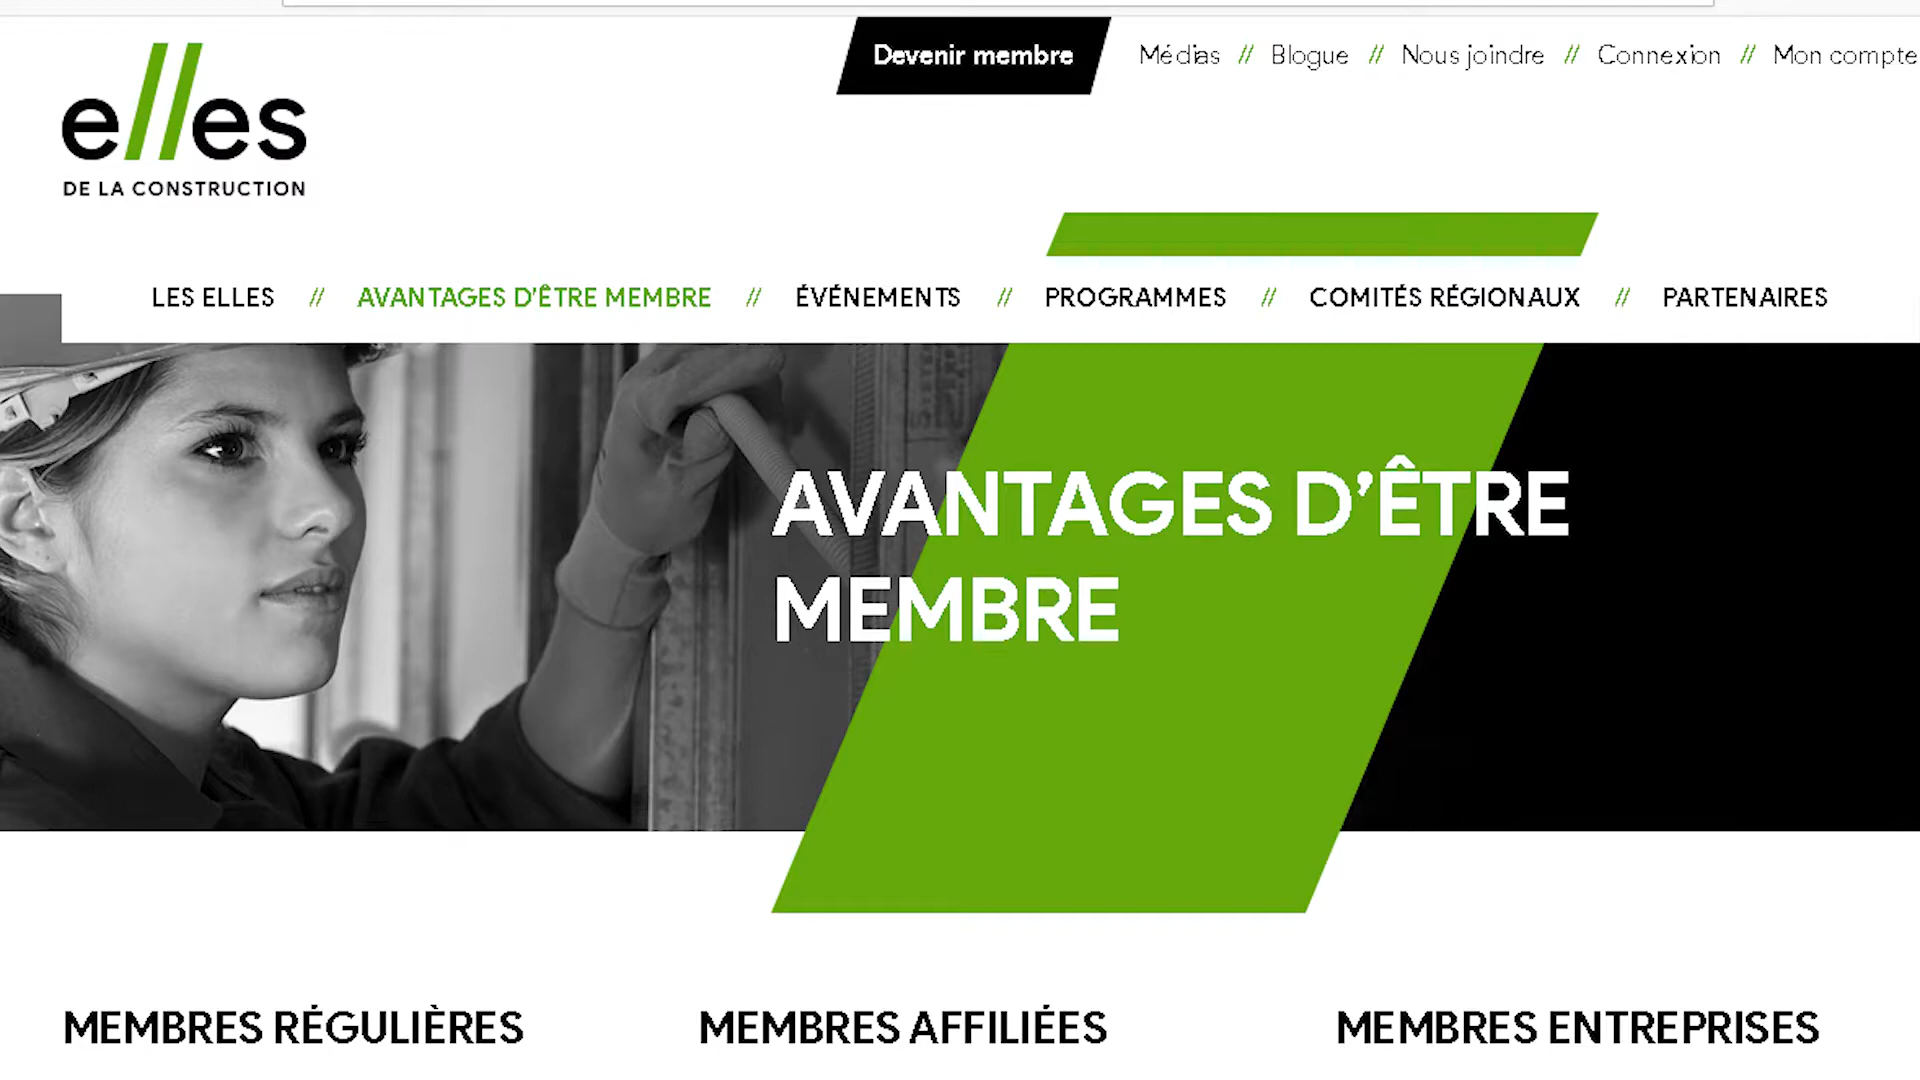 Devenir membre
Médias // Blogue // Nous joindre // Connexion // Mon compte
elles
DE LA CONSTRUCTION
LES ELLES // AVANTAGES D'ÊTRE MEMBRE // ÉVÉNEMENTS // PROGRAMMES // COMITÉS RÉGIONAUX // PARTENAIRES
AVANTAGES D'ÊTRE
MEMBRE
MEMBRES RÉGULIÈRES
MEMBRES AFFILIÉES
MEMBRES ENTREPRISES